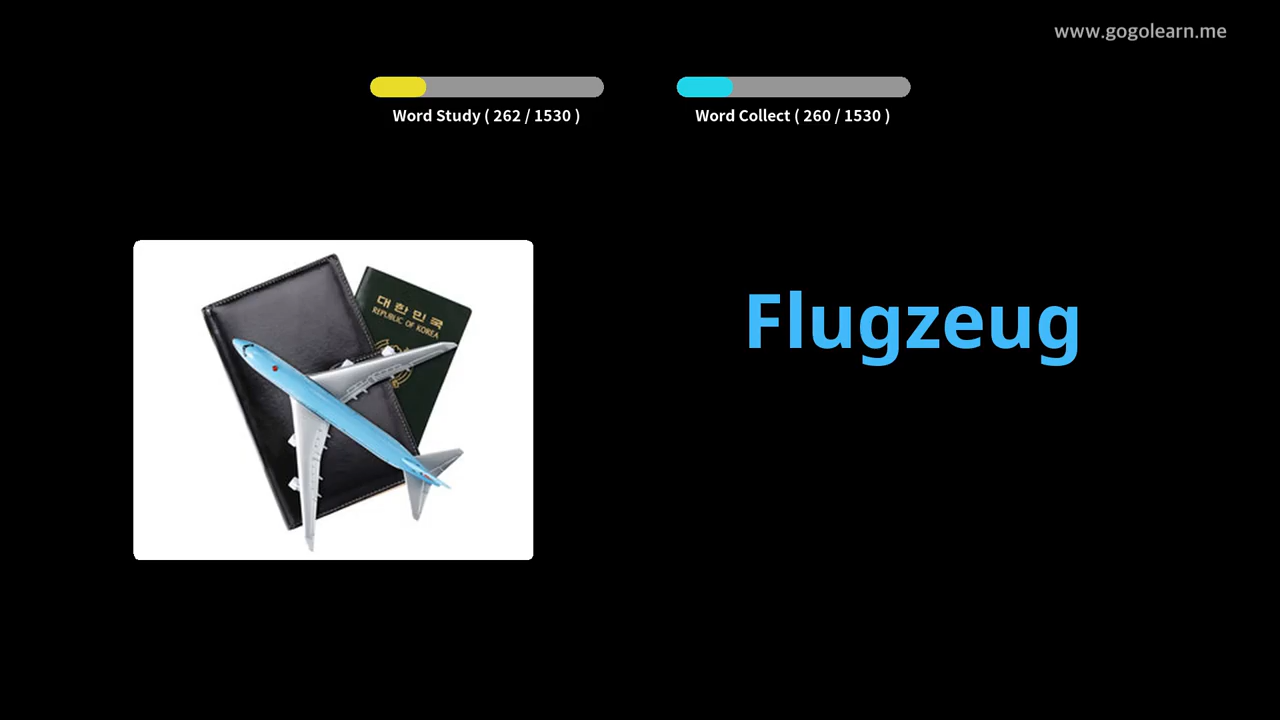 www.gogolearn.me
Word Study ( 262 / 1530 )
Word Collect ( 260 / 1530 )
대한민국
REPUBLIC OF KOREA
Flugzeug